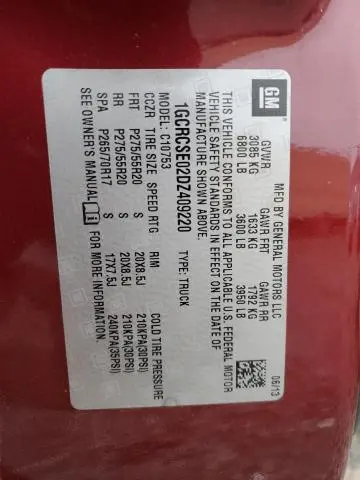 GM
MFD BY GENERAL MOTORS LLC
06/13
GVWR GAWR FRT GAWR RR
3085 KG 1633 KG 1792 KG
6800 LB 3600 LB 3950 LB
THIS VEHICLE CONFORMS TO ALL APPLICABLE U.S. FEDERAL MOTOR
VEHICLE SAFETY STANDARDS IN EFFECT ON THE DATE OF
MANUFACTURE SHOWN ABOVE.
1GCRCSE02DZ409220 TYPE: TRUCK
MODEL: C10753
CCZR TIRE SIZE SPEED RTG RIM COLD TIRE PRESSURE
FRT P275/55R20 S 20X8.5J 210KPA(30PSI)
RR P275/55R20 S 20X8.5J 210KPA(30PSI)
SPA P265/70R17 S 17X7.5J 240KPA(35PSI)
SEE OWNER'S MANUAL FOR MORE INFORMATION